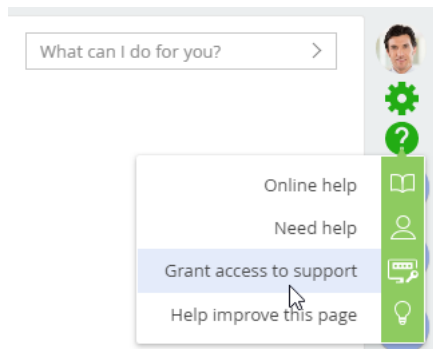 What can I do for you?
Online help
Need help
Grant access to support
Help improve this page